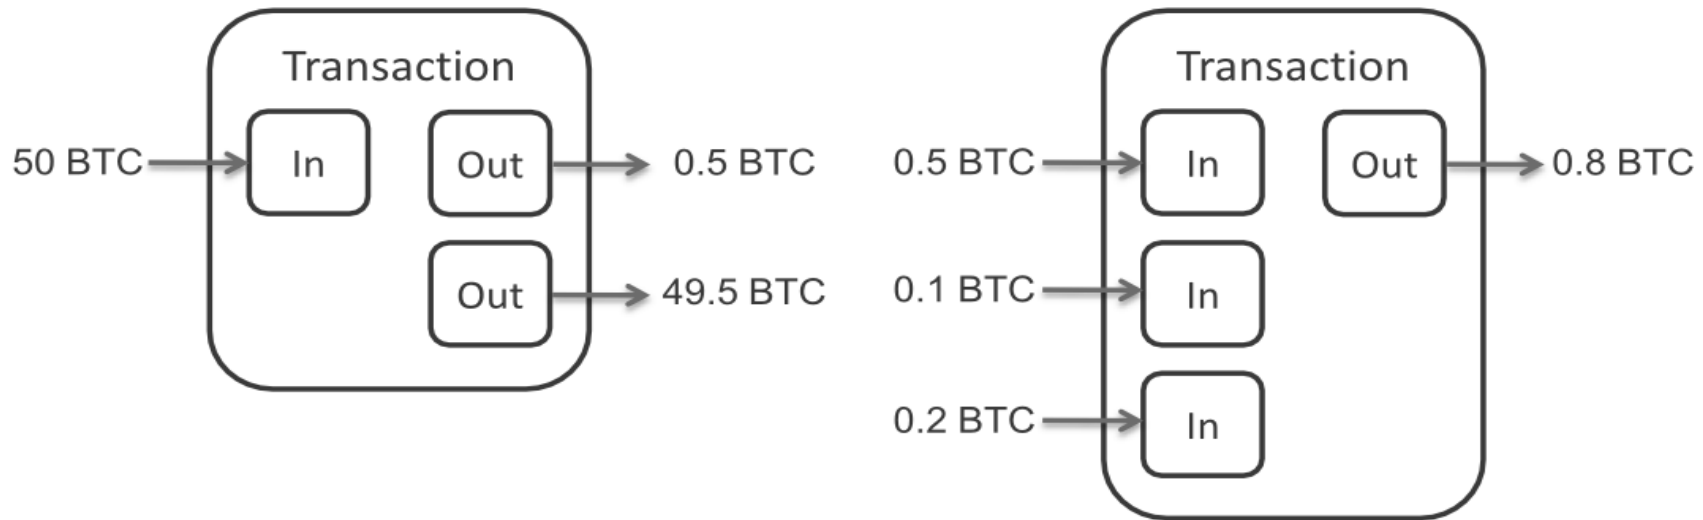 Transaction
50 BTC In Out 0.5 BTC
Out 49.5 BTC
Transaction
0.5 BTC In Out 0.8 BTC
0.1 BTC In
0.2 BTC In